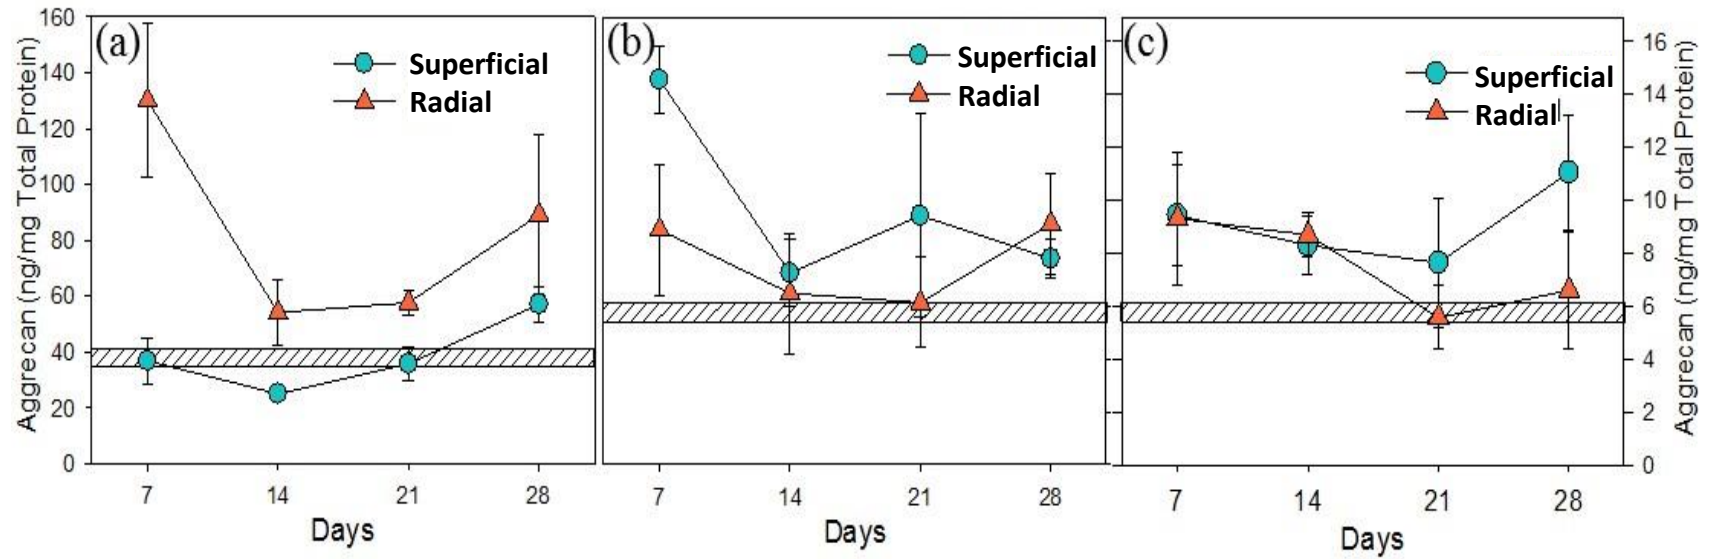 Aggrecan (ng/mg Total Protein)
160
140
120
100
80
60
40
20
0
(a)
Superficial
Radial
7 14 21 28
Days
(b)
Superficial
Radial
7 14 21 28
Days
(c)
Superficial
Radial
7 14 21 28
Days
16
14
12
10
8
6
4
2
0
Aggrecan (ng/mg Total Protein)